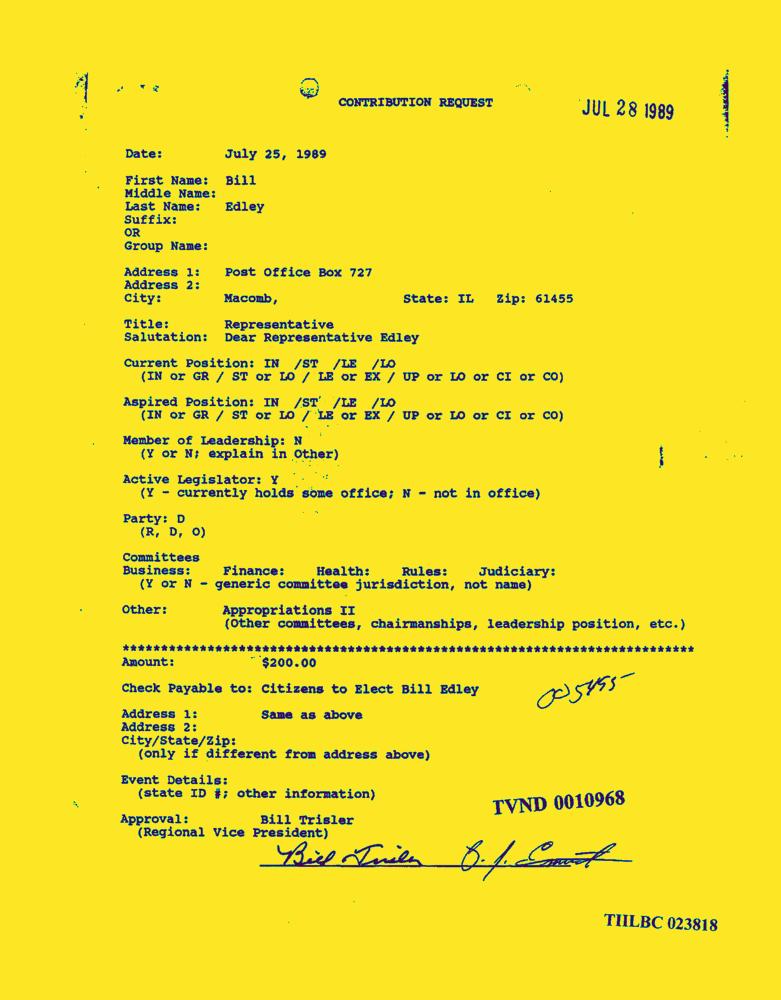 CONTRIBUTION REQUEST
JUL 28 1989
Date: July 25, 1989
First Name: Bill
Middle Name:
Last Name: Edley
Suffix:
OR
Group Name:
Address 1: Post Office Box 727
Address 2:
City: Macomb, State: IL Zip: 61455
Title: Representative
Salutation: Dear Representative Edley
Current Position: IN /ST /LE /LO
(IN or GR / ST or LO / LE or EX / UP or LO or CI or CO)
Aspired Position: IN /ST /LE /LO
(IN or GR / ST or LO / LE or EX / UP or LO or CI or CO)
Member of Leadership: N
(Y or N; explain in Other)
Active Legislator: Y
(Y - currently holds some office; N - not in office)
Party: D
(R, D, O)
Committees
Business: Finance: Health: Rules: Judiciary:
(Y or N - generic committee jurisdiction, not name)
Other: Appropriations II
(Other committees, chairmanships, leadership position, etc.)
**************************************************************************
Amount: $200.00
Check Payable to: Citizens to Elect Bill Edley
005495
Address 1: Same as above
Address 2:
City/State/Zip:
(only if different from address above)
Event Details:
(state ID #; other information)
TVND 0010968
Approval: Bill Trisler
(Regional Vice President)
Bill Trisler B. J.
TIILBC 023818